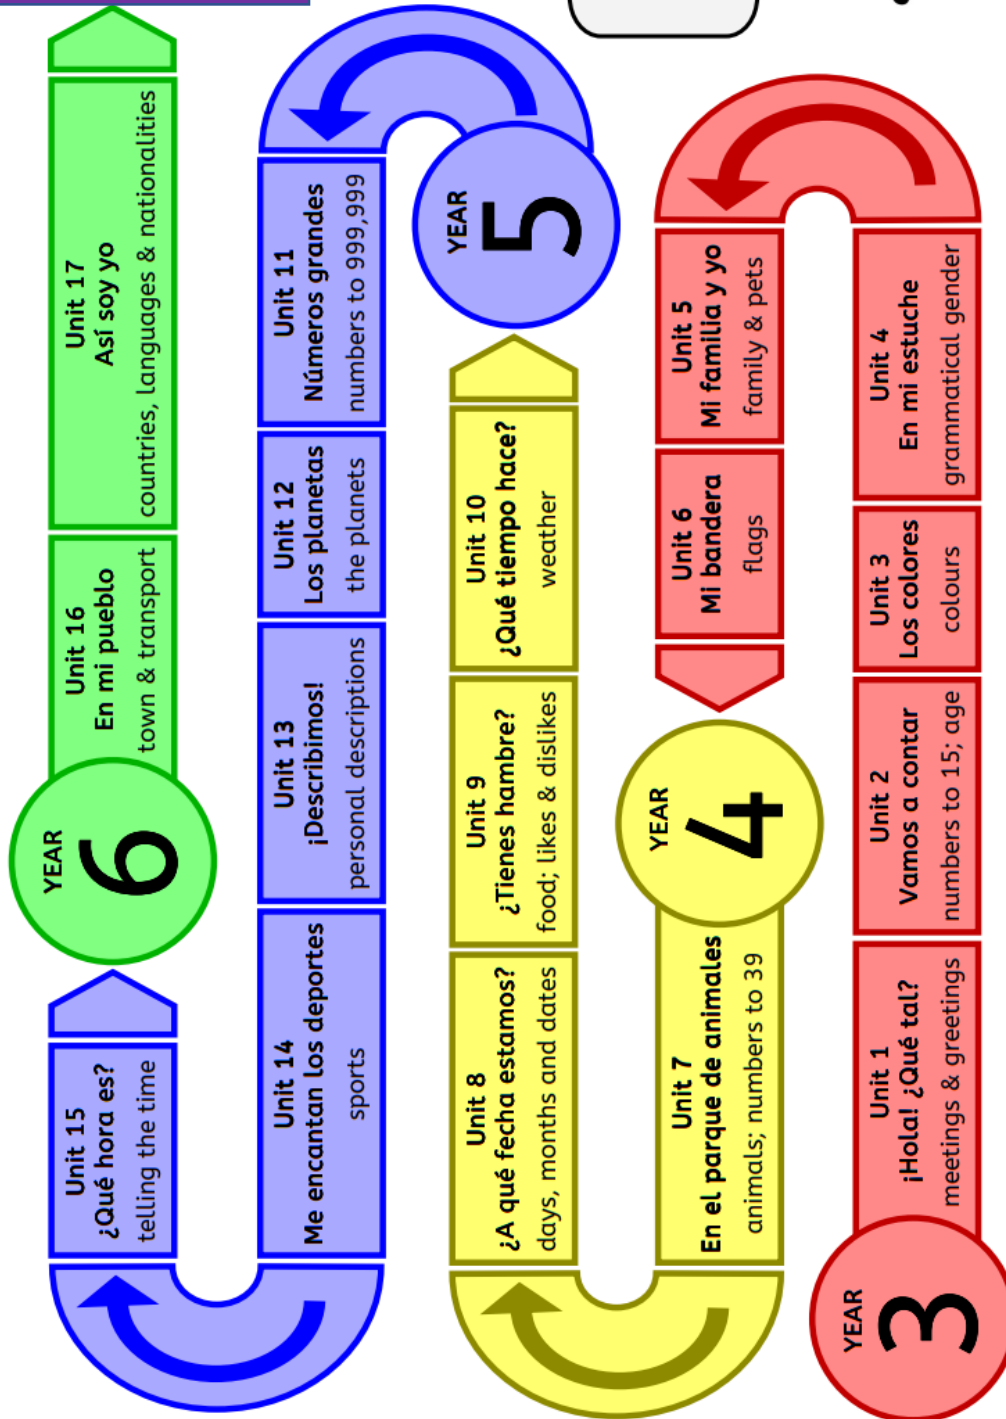 YEAR
3
Unit 1
¡Hola! ¿Qué tal?
meetings & greetings
Unit 2
Vamos a contar
numbers to 15; age
Unit 3
Los colores
colours
Unit 4
En mi estuche
grammatical gender
Unit 5
Mi familia y yo
family & pets
Unit 6
Mi bandera
flags
YEAR
4
Unit 7
En el parque de animales
animals; numbers to 39
Unit 8
¿A qué fecha estamos?
days, months and dates
Unit 9
¿Tienes hambre?
food; likes & dislikes
Unit 10
¿Qué tiempo hace?
weather
YEAR
5
Unit 11
Números grandes
numbers to 999,999
Unit 12
Los planetas
the planets
Unit 13
¡Describimos!
personal descriptions
Unit 14
Me encantan los deportes
sports
Unit 15
¿Qué hora es?
telling the time
YEAR
6
Unit 16
En mi pueblo
town & transport
Unit 17
Así soy yo
countries, languages & nationalities